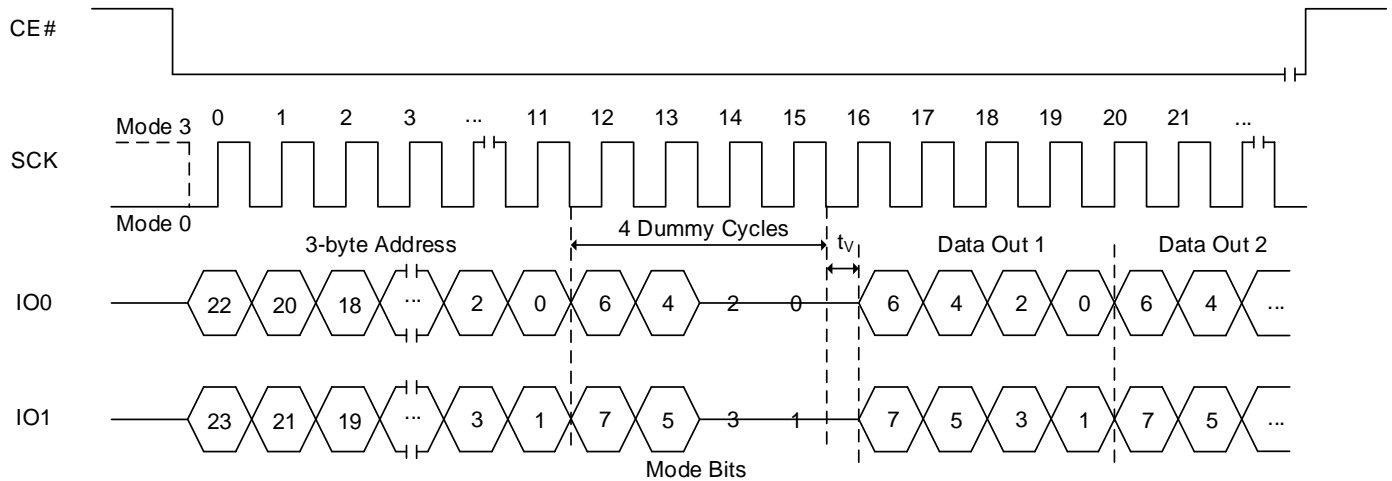 CE#
0 1 2 3 ... 11 12 13 14 15 16 17 18 19 20 21 ...
Mode 3
SCK
Mode 0
3-byte Address 4 Dummy Cycles tV Data Out 1 Data Out 2
IO0 22 20 18 ... 2 0 6 4 2 0 6 4 2 0 6 4 ...
IO1 23 21 19 ... 3 1 7 5 3 1 7 5 3 1 7 5 ...
Mode Bits